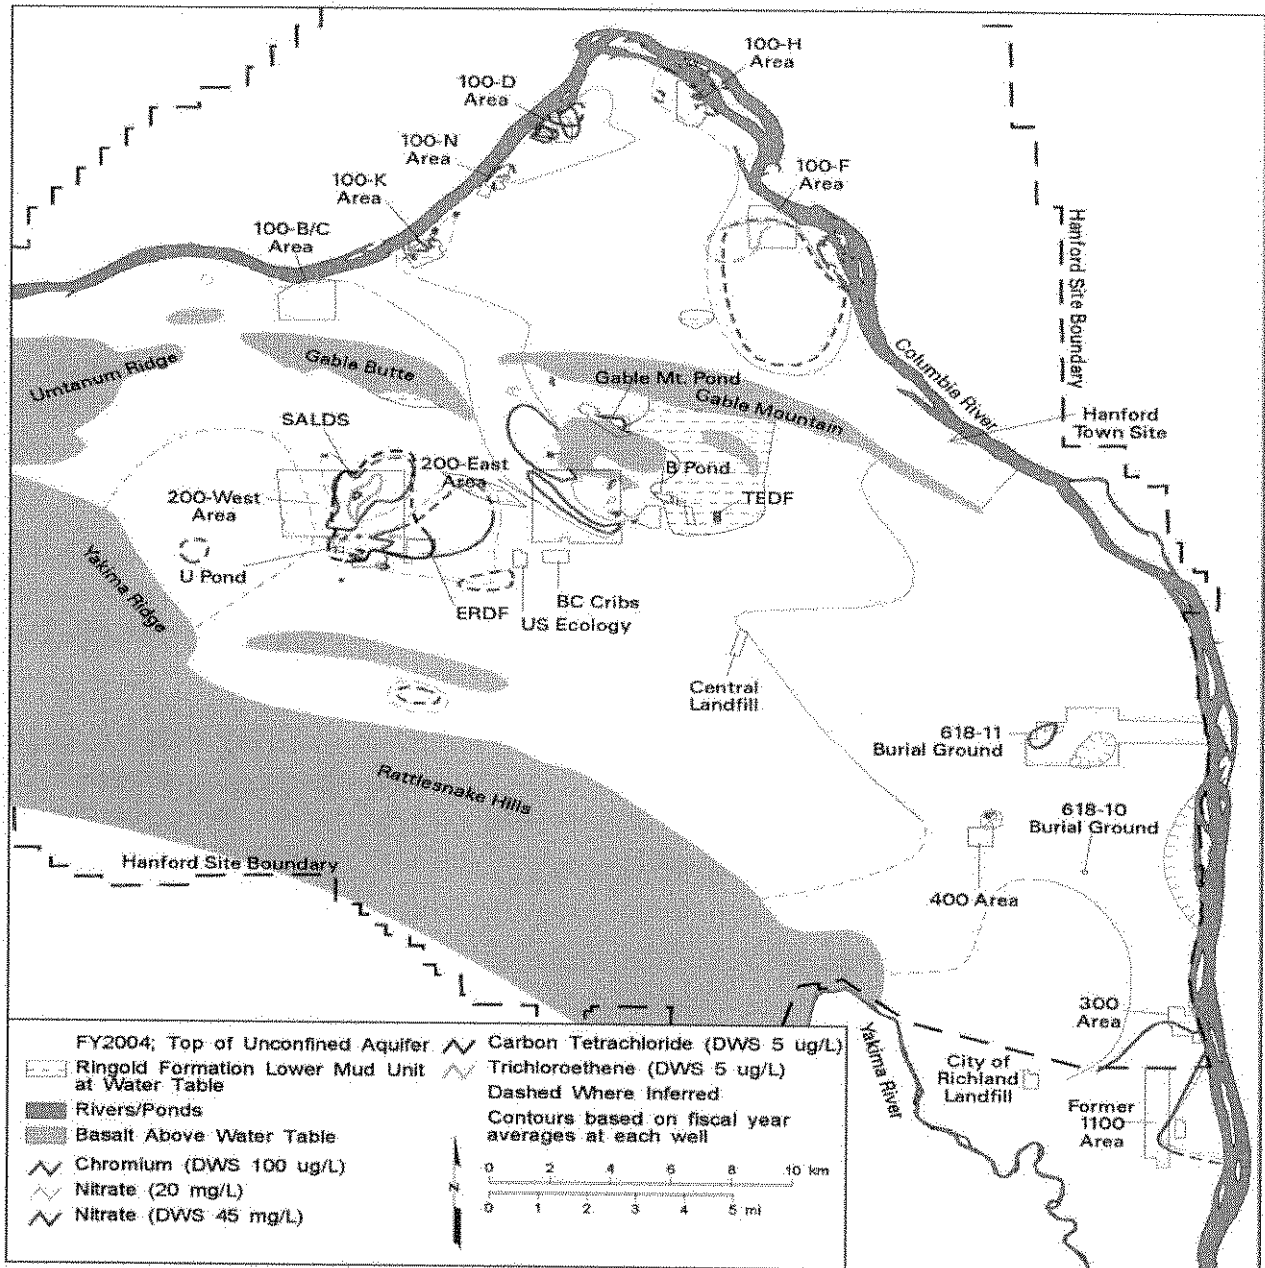 100-H
Area
100-D
Area
100-N
Area
100-F
Area
100-K
Area
100-B/C
Area
Hanford Site Boundary
Columbia River
Umtanum Ridge
Gable Butte
Gable Mt. Pond
Gable Mountain
Hanford
Town Site
SALDS
200-East
Area
B Pond
200-West
Area
TEDF
U Pond
Yakima Ridge
ERDF
BC Cribs
US Ecology
Central
Landfill
618-11
Burial Ground
Rattlesnake Hills
618-10
Burial Ground
Hanford Site Boundary
400 Area
300
Area
Yakima River
City of
Richland
Landfill
Former
1100
Area
FY2004; Top of Unconfined Aquifer
Ringold Formation Lower Mud Unit
at Water Table
Rivers/Ponds
Basalt Above Water Table
Chromium (DWS 100 ug/L)
Nitrate (20 mg/L)
Nitrate (DWS 45 mg/L)
Carbon Tetrachloride (DWS 5 ug/L)
Trichloroethene (DWS 5 ug/L)
Dashed Where Inferred
Contours based on fiscal year
averages at each well
N
0 2 4 6 8 10 km
0 1 2 3 4 5 mi